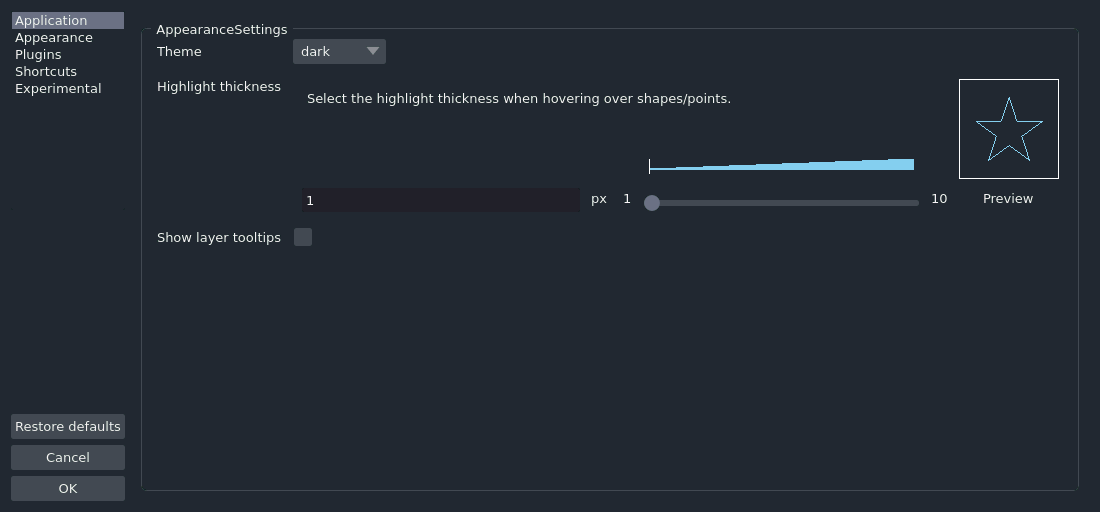 Application
Appearance
Plugins
Shortcuts
Experimental
AppearanceSettings
Theme dark
Highlight thickness
Select the highlight thickness when hovering over shapes/points.
1 px 1 10 Preview
Show layer tooltips
Restore defaults
Cancel
OK